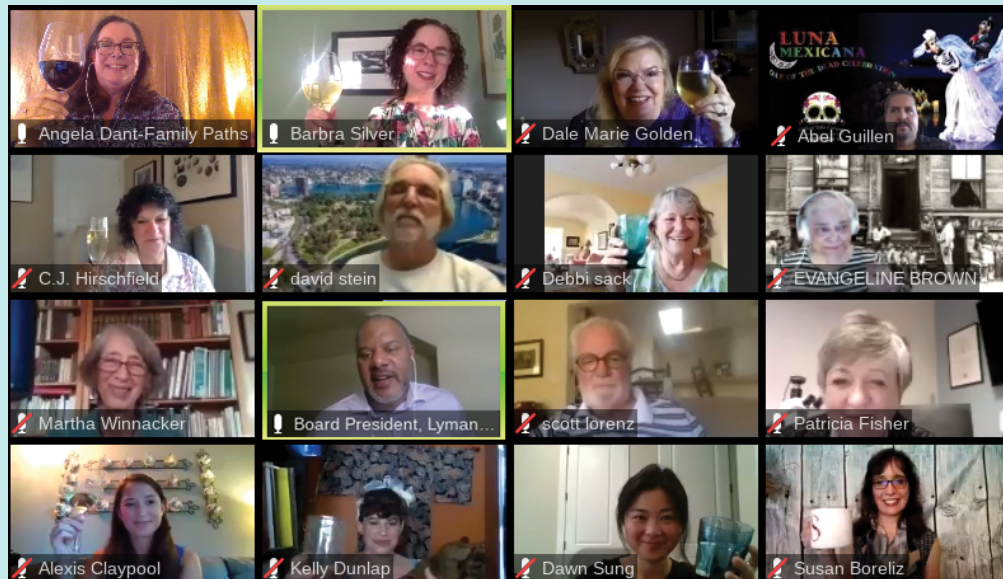 Angela Dant-Family Paths
Barbra Silver
Dale Marie Golden
LUNA
MEXICANA
DAY OF THE DEAD CELEBRATION
Abel Guillen
C.J. Hirschfield
david stein
Debbi sack
EVANGELINE BROWN
Martha Winnacker
Board President, Lyman...
scott lorenz
Patricia Fisher
Alexis Claypool
Kelly Dunlap
Dawn Sung
S
Susan Boreliz